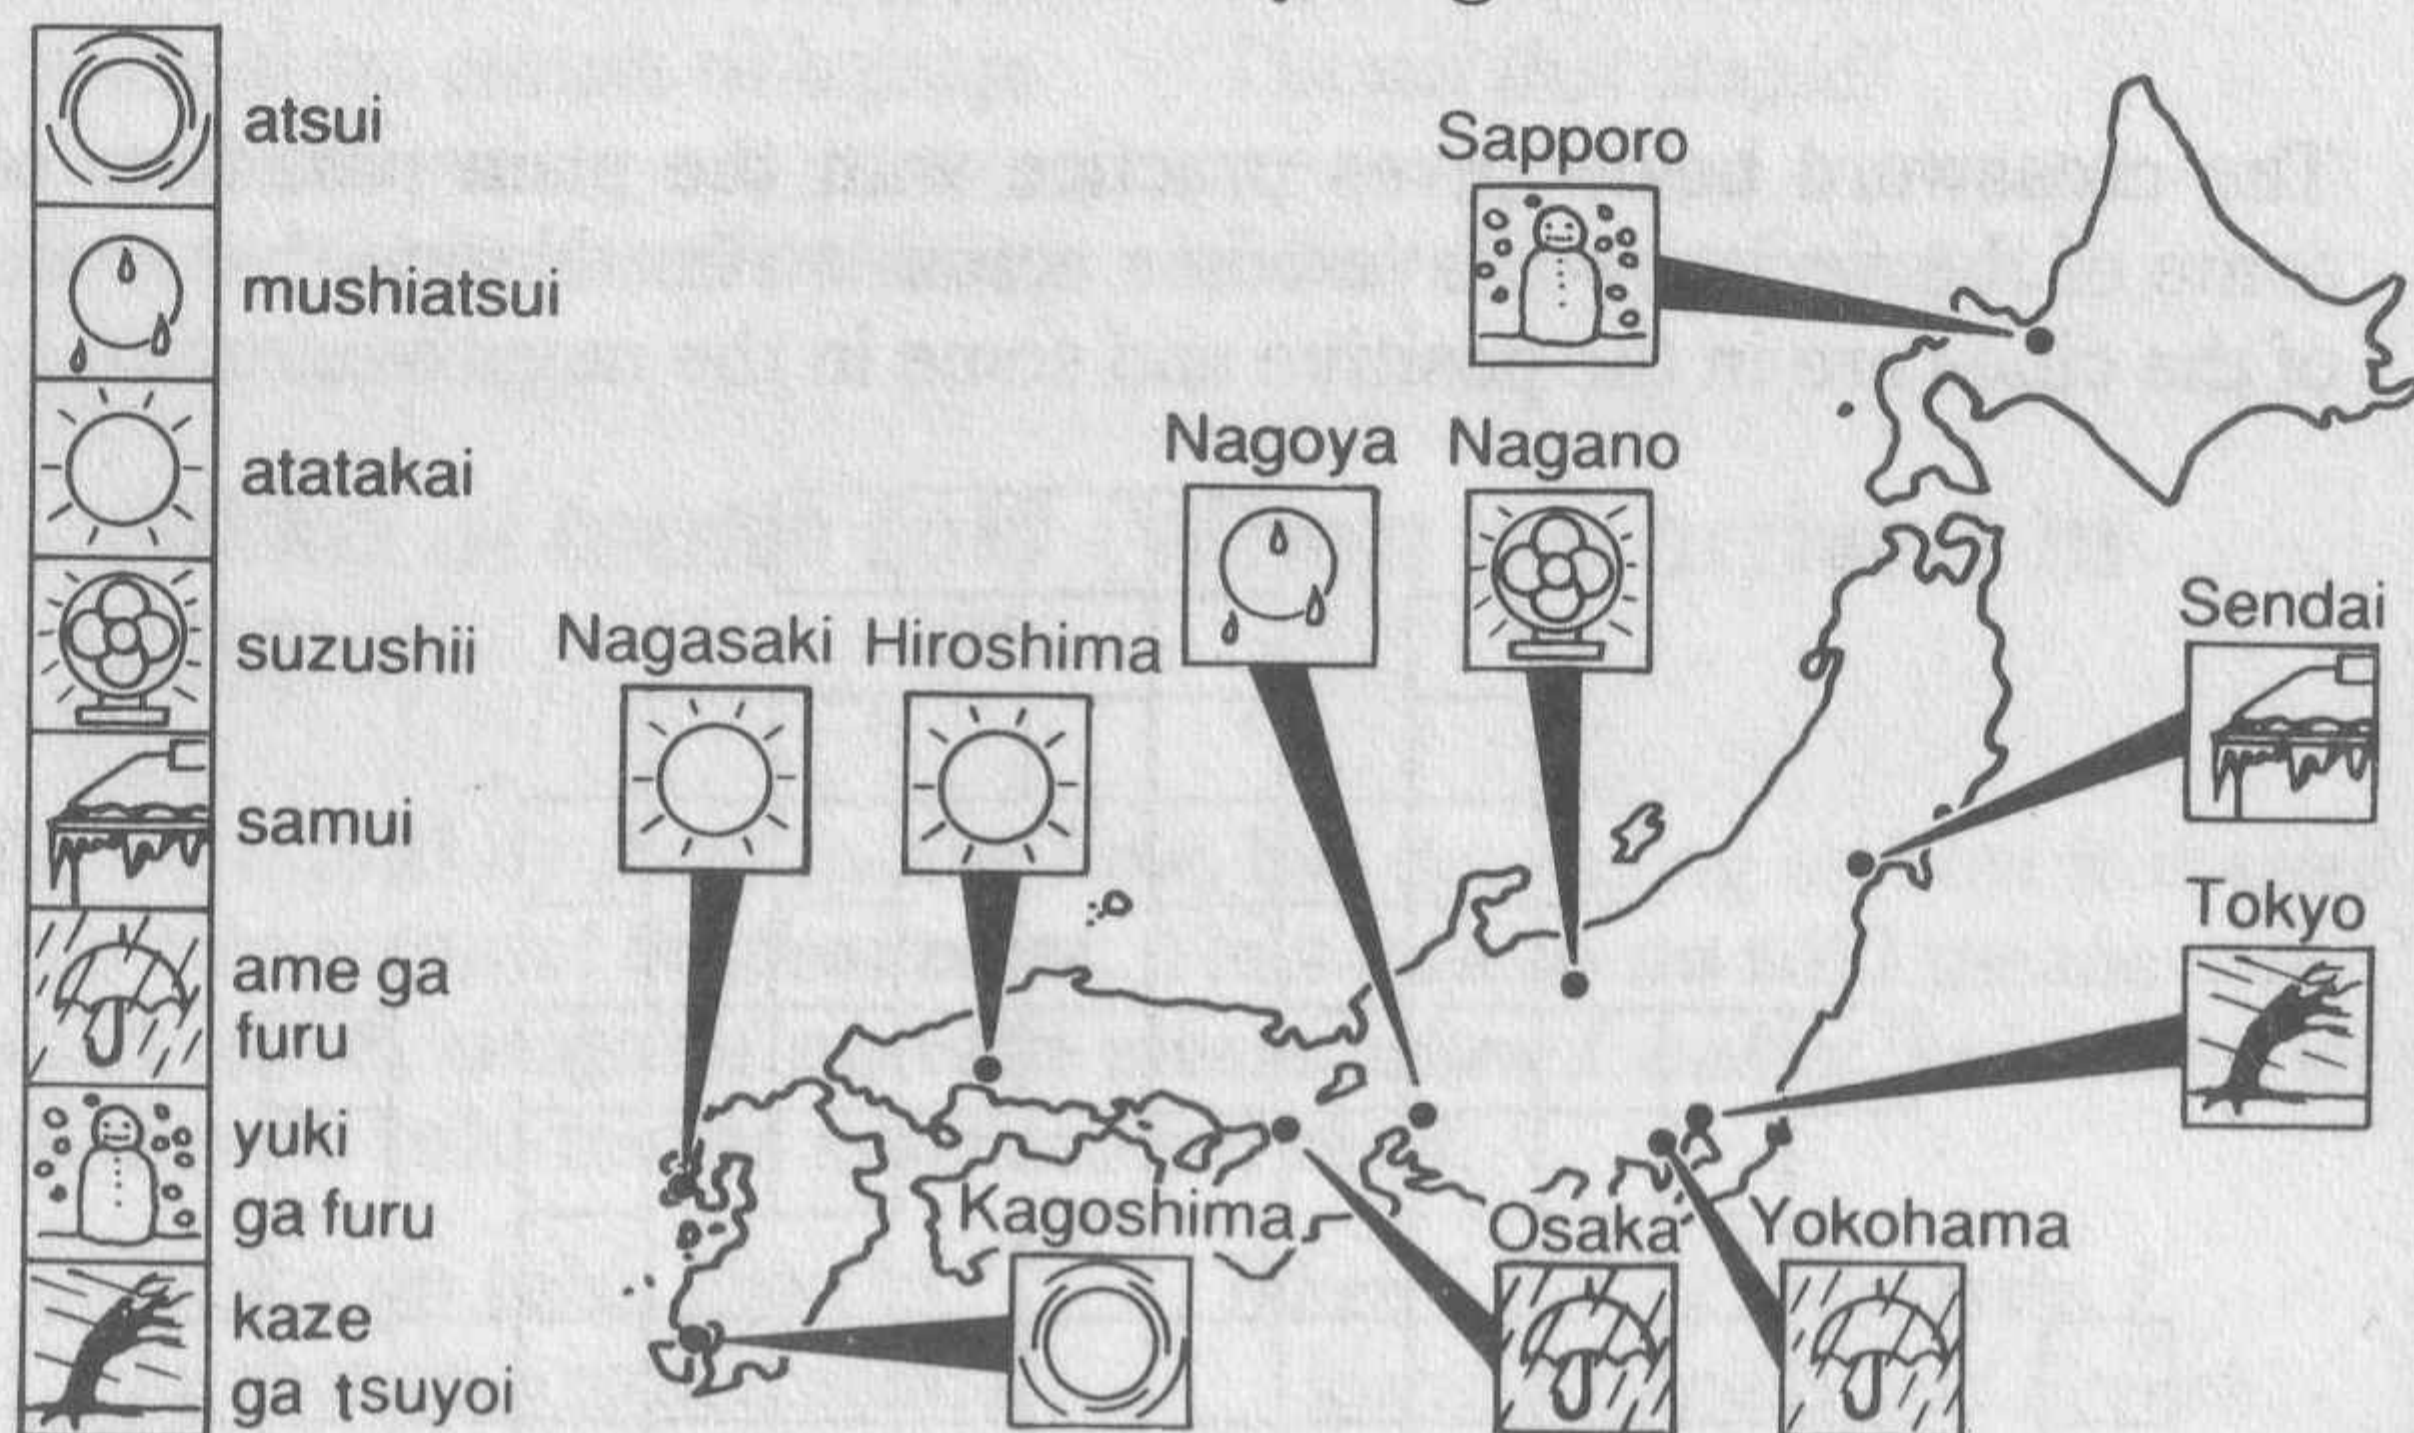 atsui
mushiatsui
atatakai
suzushii
samui
ame ga
furu
yuki
ga furu
kaze
ga tsuyoi
Sapporo
Nagoya
Nagano
Sendai
Nagasaki
Hiroshima
Tokyo
Kagoshima
Osaka
Yokohama